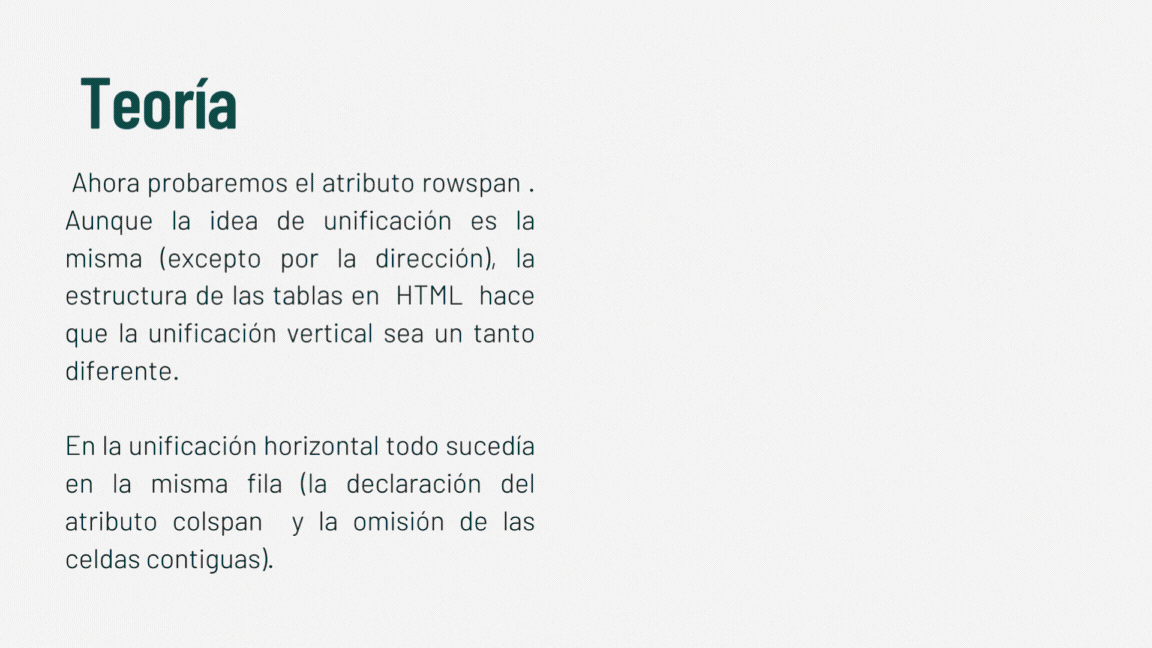 Teoría
Ahora probaremos el atributo rowspan .
Aunque la idea de unificación es la
misma (excepto por la dirección), la
estructura de las tablas en HTML hace
que la unificación vertical sea un tanto
diferente.
En la unificación horizontal todo sucedía
en la misma fila (la declaración del
atributo colspan y la omisión de las
celdas contiguas).